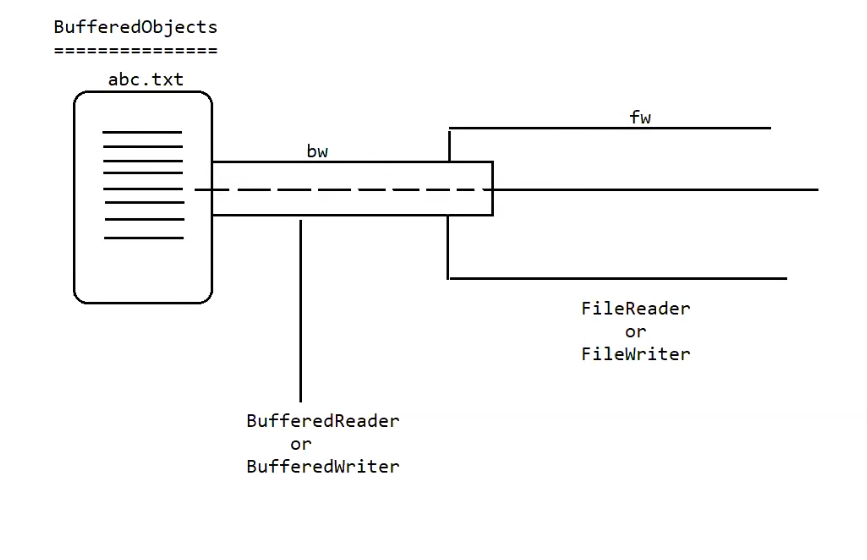 BufferedObjects
===============
abc.txt
fw
bw
FileReader
or
FileWriter
BufferedReader
or
BufferedWriter